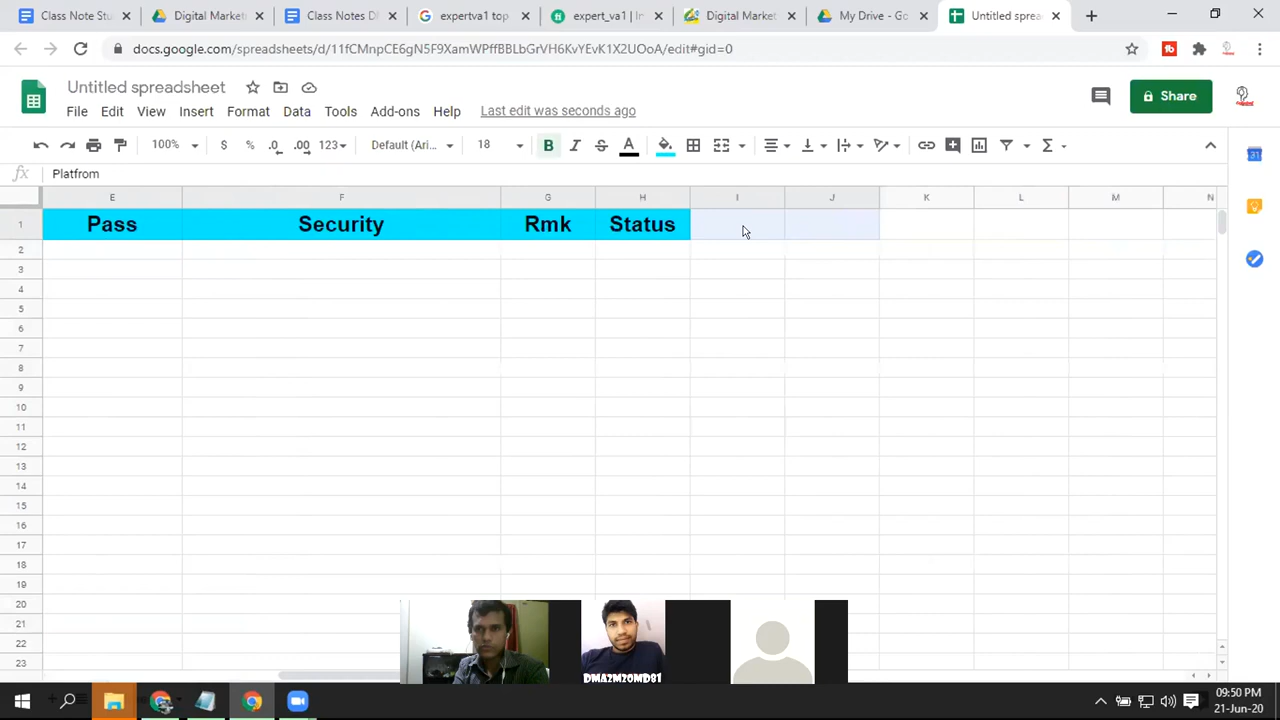 Class Note Stu
Digital Marke
Class Notes D
expertva1 top
expert_va1 | In
Digital Market
My Drive - Go
Untitled sprea
docs.google.com/spreadsheets/d/11fCMnpCE6gN5F9XamWPffBBLbGrVH6KvYEvK1X2UOoA/edit#gid=0
Untitled spreadsheet
Share
File Edit View Insert Format Data Tools Add-ons Help Last edit was seconds ago
100% $ % .0 .00 123 Default (Ari... 18 B I S A Σ
fx Platfrom
E F G H I J K L M N
1 Pass Security Rmk Status
2
3
4
5
6
7
8
9
10
11
12
13
14
15
16
17
18
19
20
21
22
23
DMA2M20MD81
09:50 PM
21-Jun-20